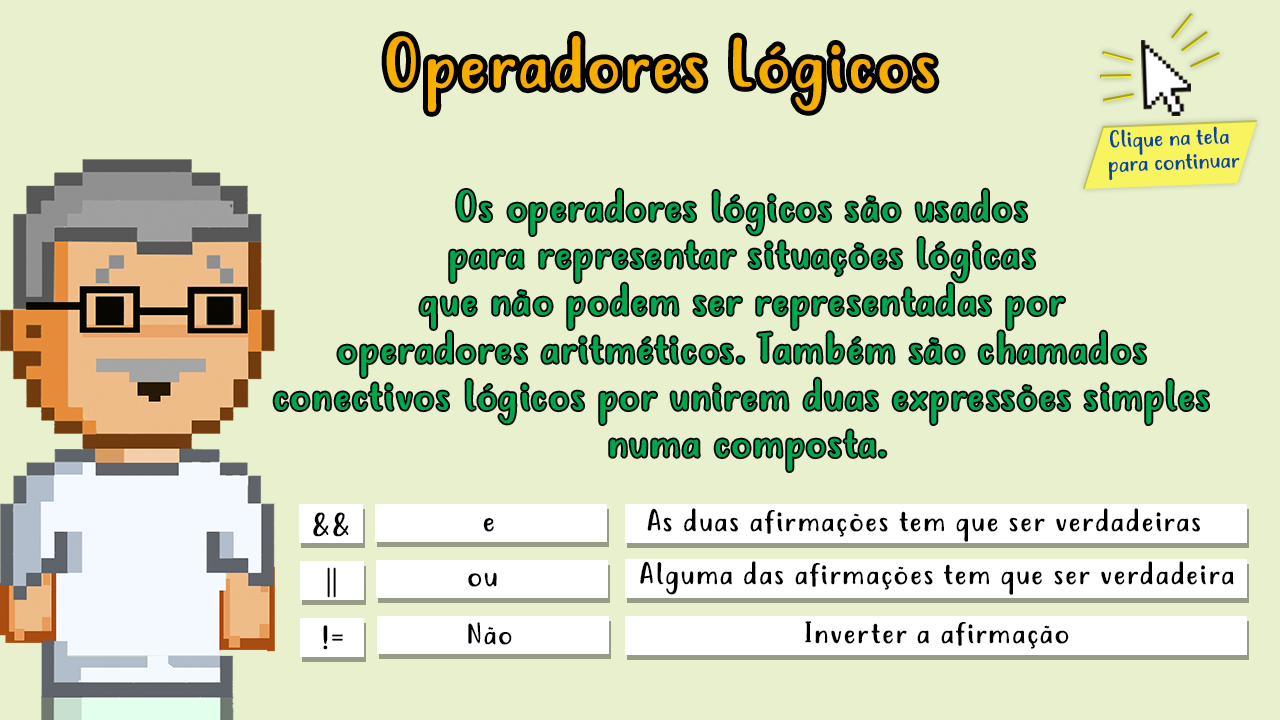 Operadores Lógicos
Clique na tela
para continuar
Os operadores lógicos são usados
para representar situações lógicas
que não podem ser representadas por
operadores aritméticos. Também são chamados
conectivos lógicos por unirem duas expressões simples
numa composta.
&& e As duas afirmações tem que ser verdadeiras
|| ou Alguma das afirmações tem que ser verdadeira
!= Não Inverter a afirmação